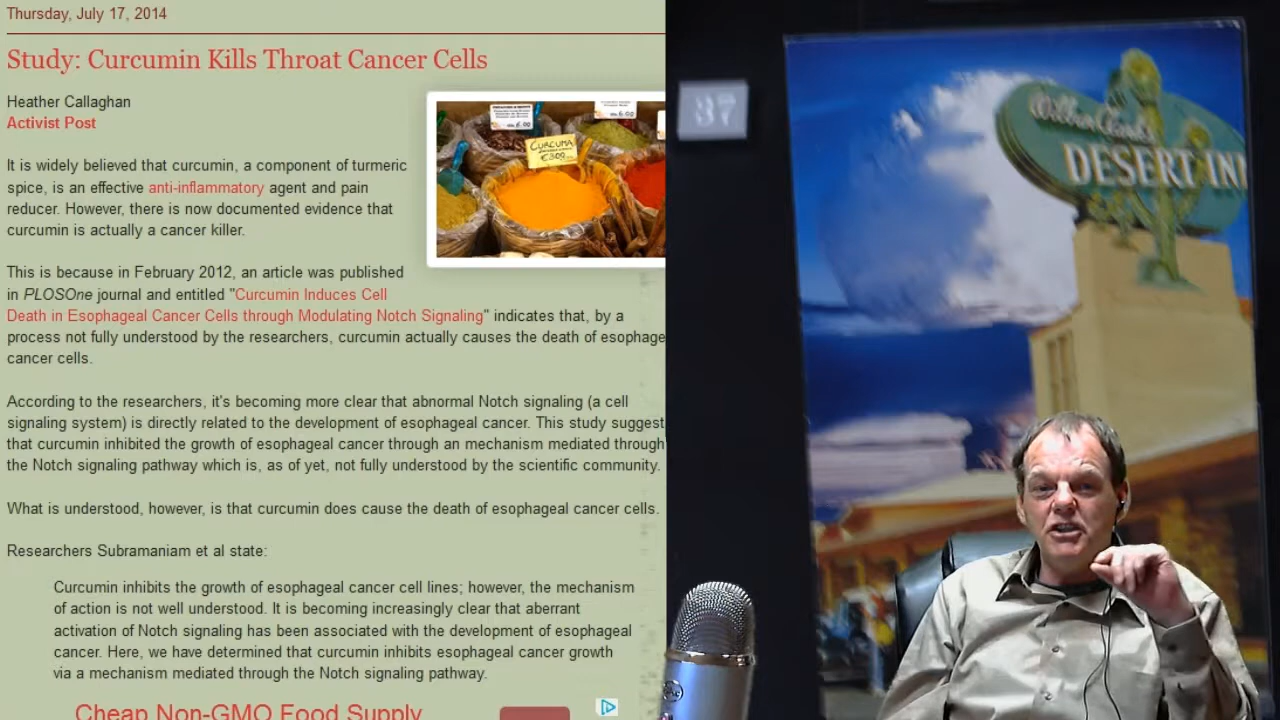 Thursday, July 17, 2014
Study: Curcumin Kills Throat Cancer Cells
Heather Callaghan
Activist Post
It is widely believed that curcumin, a component of turmeric
spice, is an effective anti-inflammatory agent and pain
reducer. However, there is now documented evidence that
curcumin is actually a cancer killer.
This is because in February 2012, an article was published
in PLOSOne journal and entitled "Curcumin Induces Cell
Death in Esophageal Cancer Cells through Modulating Notch Signaling" indicates that, by a
process not fully understood by the researchers, curcumin actually causes the death of esophage
cancer cells.
According to the researchers, it's becoming more clear that abnormal Notch signaling (a cell
signaling system) is directly related to the development of esophageal cancer. This study suggest
that curcumin inhibited the growth of esophageal cancer through an mechanism mediated through
the Notch signaling pathway which is, as of yet, not fully understood by the scientific community.
What is understood, however, is that curcumin does cause the death of esophageal cancer cells.
Researchers Subramaniam et al state:
Curcumin inhibits the growth of esophageal cancer cell lines; however, the mechanism
of action is not well understood. It is becoming increasingly clear that aberrant
activation of Notch signaling has been associated with the development of esophageal
cancer. Here, we have determined that curcumin inhibits esophageal cancer growth
via a mechanism mediated through the Notch signaling pathway.
Cheap Non-GMO Food Supply
CURCUMA
37
Wilbur Clark's
DESERT INN